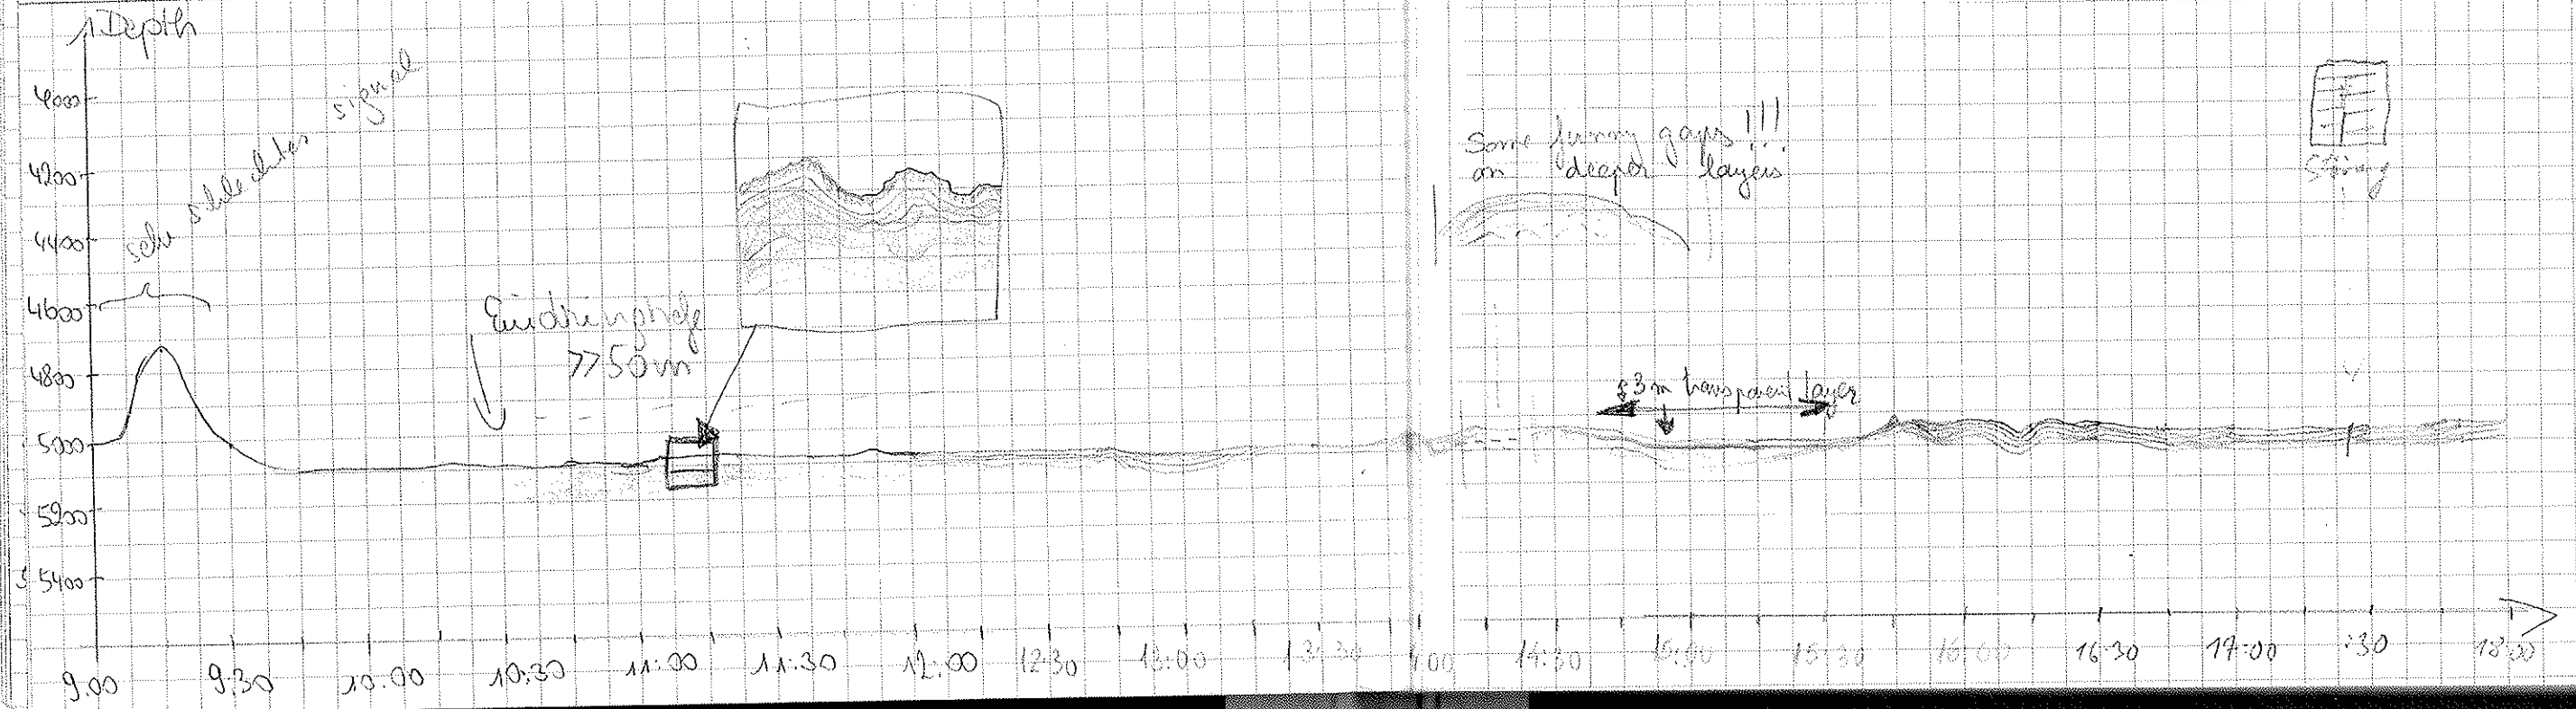 Depth
sehr schlechtes signal
4000
4200
4400
4600
4800
5000
5200
5400
Eindringtiefe
>>50m
Some funny gaps!!!
on deeper layers
3m transparent layer
9.00 9:30 10.00 10:30 11:00 11:30 12:00 12:30 13:00 13:30 :00 14:30 15:00 15:30 16:00 16:30 17:00 :30 18:00